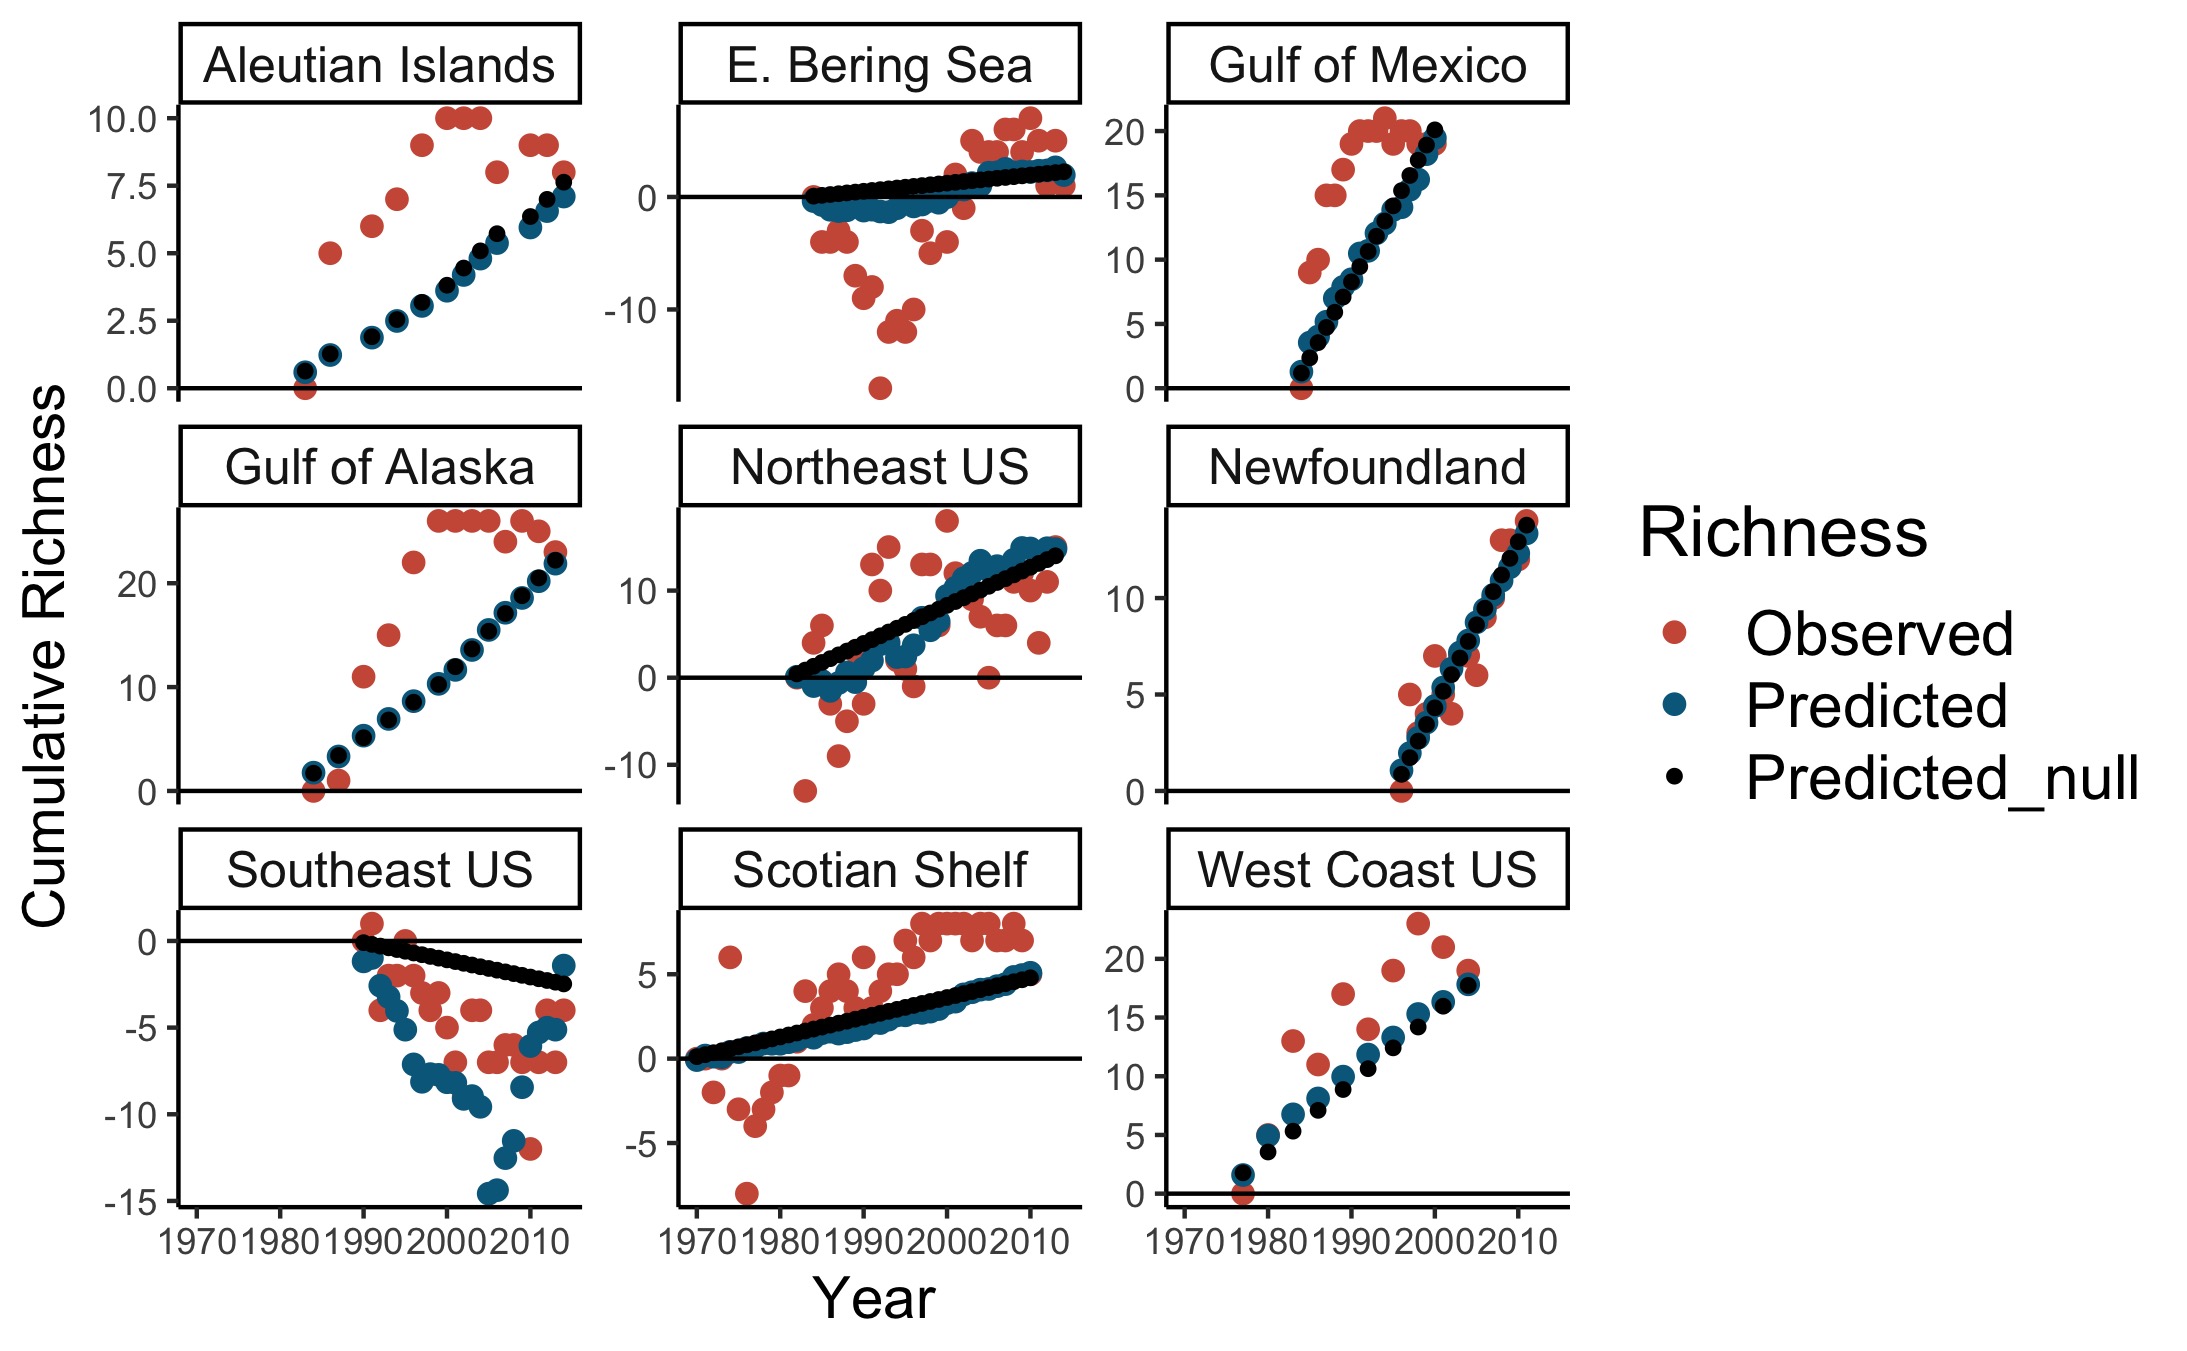 Aleutian Islands
E. Bering Sea
Gulf of Mexico
10.0
7.5
5.0
2.5
0.0
0
-10
20
15
10
5
0
Gulf of Alaska
Northeast US
Newfoundland
20
10
0
10
0
-10
10
5
0
Southeast US
Scotian Shelf
West Coast US
0
-5
-10
-15
5
0
-5
20
15
10
5
0
1970 1980 1990 2000 2010
1970 1980 1990 2000 2010
1970 1980 1990 2000 2010
Cumulative Richness
Year
Richness
Observed
Predicted
Predicted_null